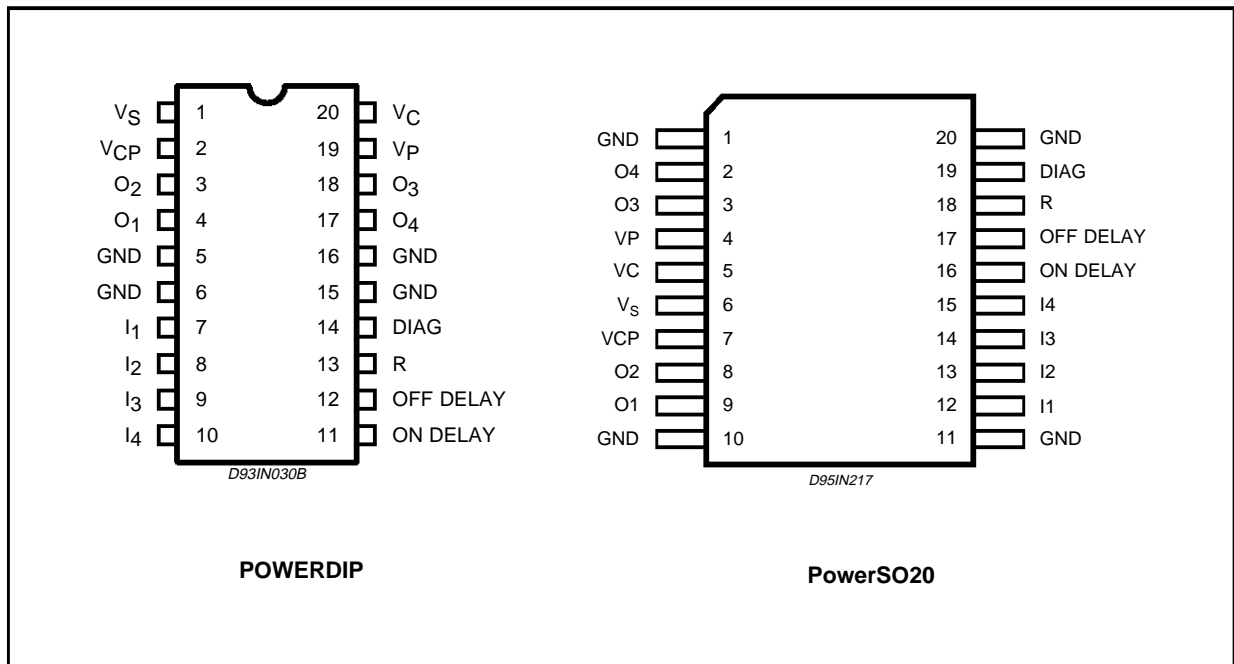 VS 1 20 VC
VCP 2 19 VP
O2 3 18 O3
O1 4 17 O4
GND 5 16 GND
GND 6 15 GND
I1 7 14 DIAG
I2 8 13 R
I3 9 12 OFF DELAY
I4 10 11 ON DELAY
D93IN030B
POWERDIP
GND 1 20 GND
O4 2 19 DIAG
O3 3 18 R
VP 4 17 OFF DELAY
VC 5 16 ON DELAY
VS 6 15 I4
VCP 7 14 I3
O2 8 13 I2
O1 9 12 I1
GND 10 11 GND
D95IN217
PowerSO20